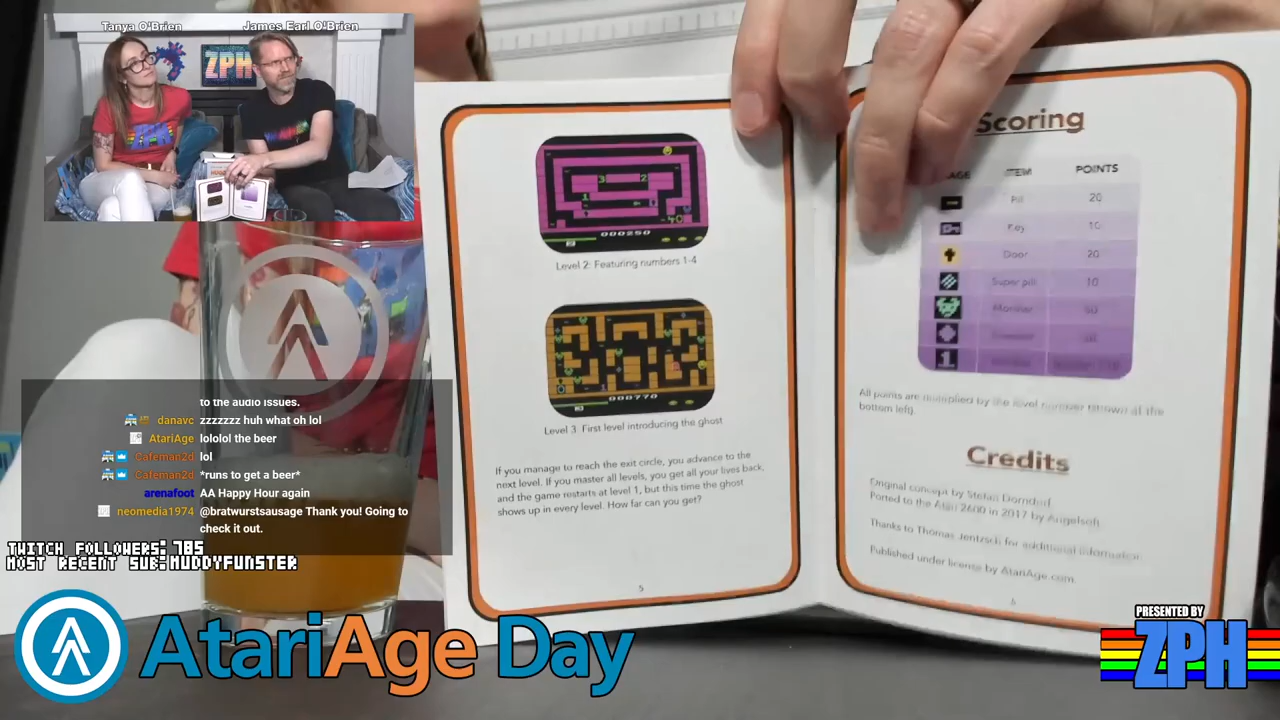 Tanya O'Brien
James Earl O'Brien
ZPH
ZPH
000250
Level 2: Featuring numbers 1-4
000770
Level 3: First level introducing the ghost
If you manage to reach the exit circle, you advance to the
next level. If you master all levels, you get all your lives back,
and the game restarts at level 1, but this time the ghost
shows up in every level. How far can you get?
5
Scoring
ITEM POINTS
Pill 20
Key 10
Door 20
Super pill 10
Monster
1
All points are multiplied by the level number (shown at the
bottom left).
Credits
Original concept by Stefan Dorndorf
Ported to the Atari 2600 in 2017 by Angelsoft
Thanks to Thomas Jentzsch for additional information.
Published under license by AtariAge.com.
6
to the audio issues.
danavc zzzzzzz huh what oh lol
AtariAge lololol the beer
Cafeman2d lol
Cafeman2d *runs to get a beer*
arenafoot AA Happy Hour again
neomedia1974 @bratwurstsausage Thank you! Going to
check it out.
TWITCH FOLLOWERS: 785
MOST RECENT SUB: MUDDYFUNSTER
AtariAge Day
PRESENTED BY
ZPH